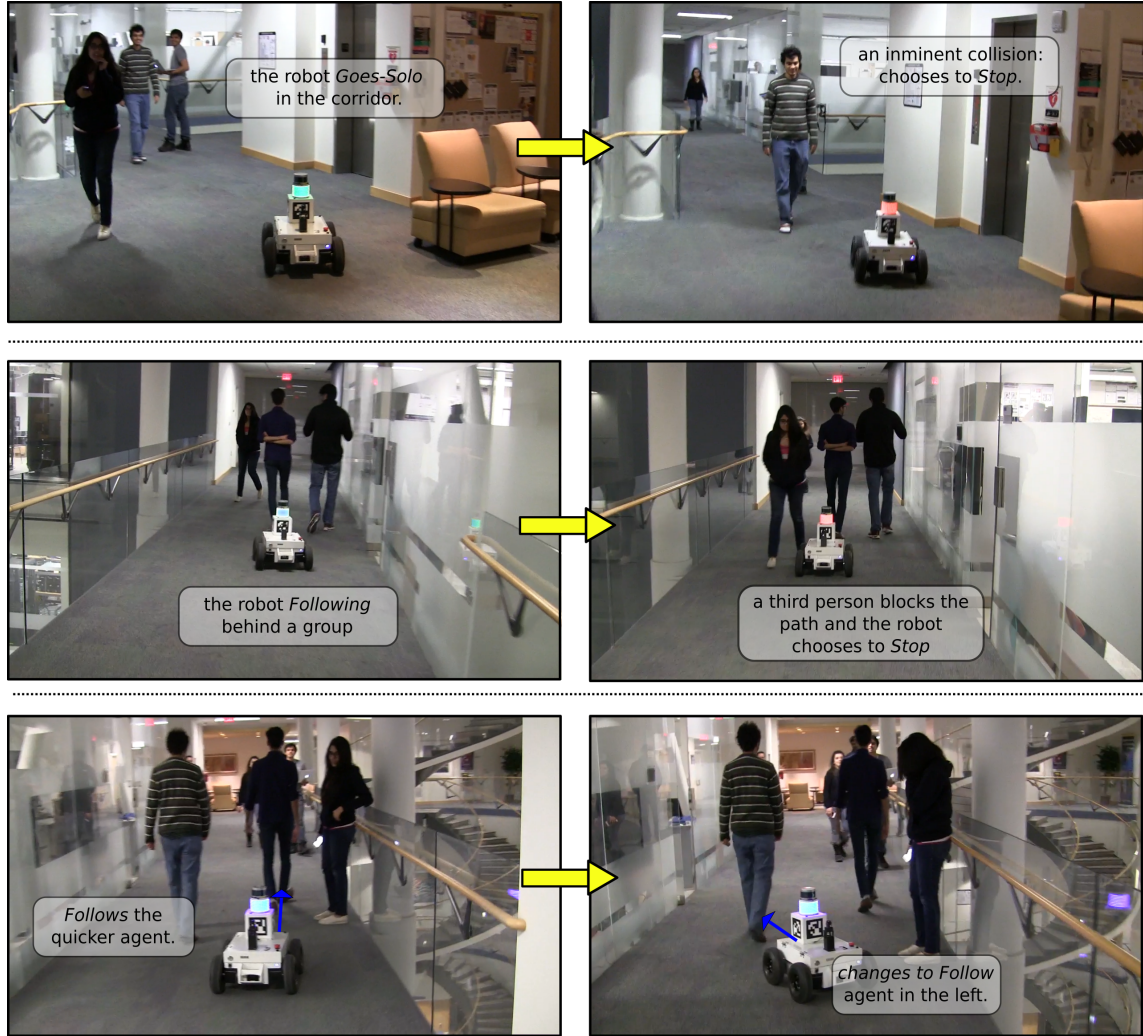 the robot Goes-Solo
in the corridor.
an inminent collision:
chooses to Stop.
the robot Following
behind a group
a third person blocks the
path and the robot
chooses to Stop
Follows the
quicker agent.
changes to Follow
agent in the left.